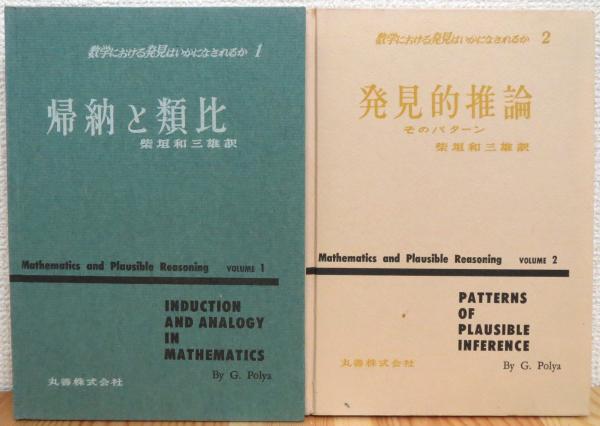 数学における発見はいかになされるか 1
帰納と類比
柴垣和三雄訳
Mathematics and Plausible Reasoning VOLUME 1
INDUCTION
AND ANALOGY
IN
MATHEMATICS
By G. Polya
丸善株式会社
数学における発見はいかになされるか 2
発見的推論
そのパターン
柴垣和三雄訳
Mathematics and Plausible Reasoning VOLUME 2
PATTERNS
OF
PLAUSIBLE
INFERENCE
By G. Polya
丸善株式会社